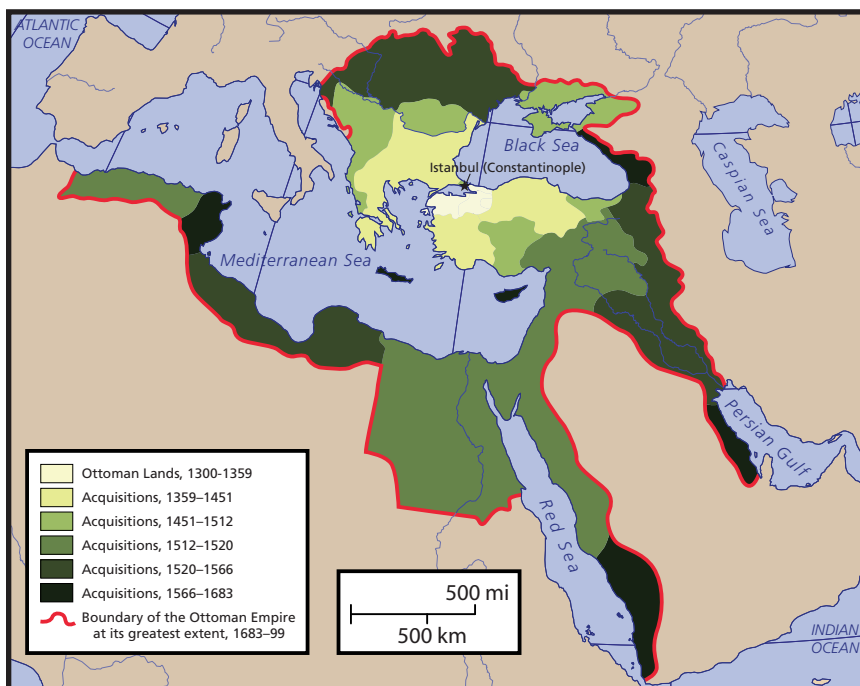 ATLANTIC
OCEAN
Black Sea
Caspian Sea
Istanbul (Constantinople)
Mediterranean Sea
Persian Gulf
Red Sea
Ottoman Lands, 1300-1359
Acquisitions, 1359–1451
Acquisitions, 1451–1512
Acquisitions, 1512–1520
Acquisitions, 1520–1566
Acquisitions, 1566–1683
Boundary of the Ottoman Empire
at its greatest extent, 1683–99
500 mi
500 km
INDIAN
OCEAN